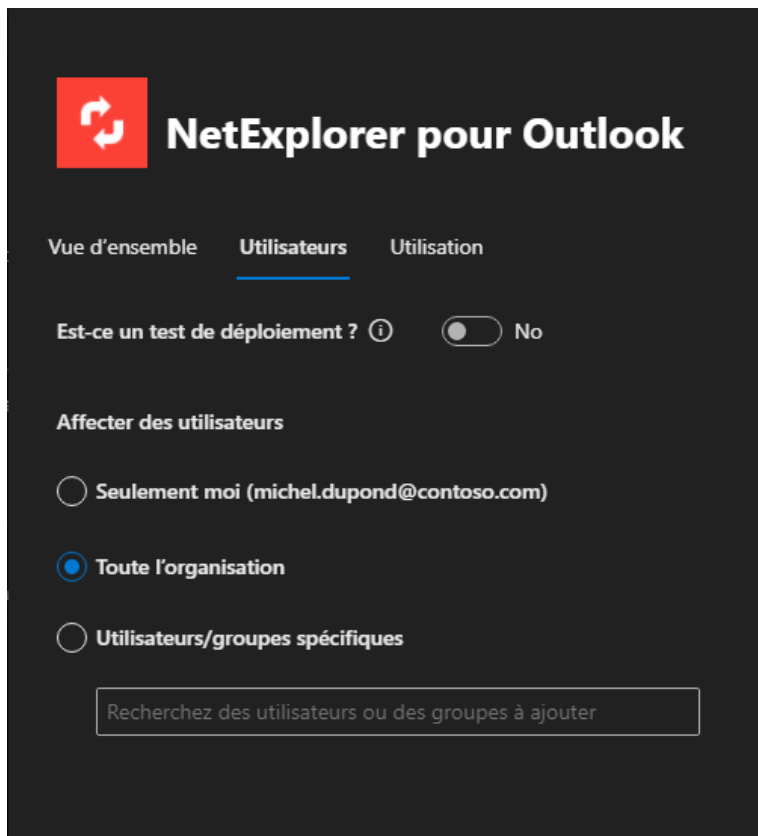 NetExplorer pour Outlook
Vue d'ensemble Utilisateurs Utilisation
Est-ce un test de déploiement ? No
Affecter des utilisateurs
Seulement moi (michel.dupond@contoso.com)
Toute l'organisation
Utilisateurs/groupes spécifiques
Recherchez des utilisateurs ou des groupes à ajouter